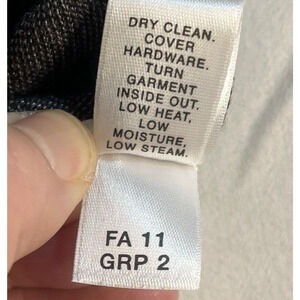 DRY CLEAN.
COVER
HARDWARE.
TURN
GARMENT
INSIDE OUT.
LOW HEAT,
LOW
MOISTURE,
LOW STEAM.
FA 11
GRP 2